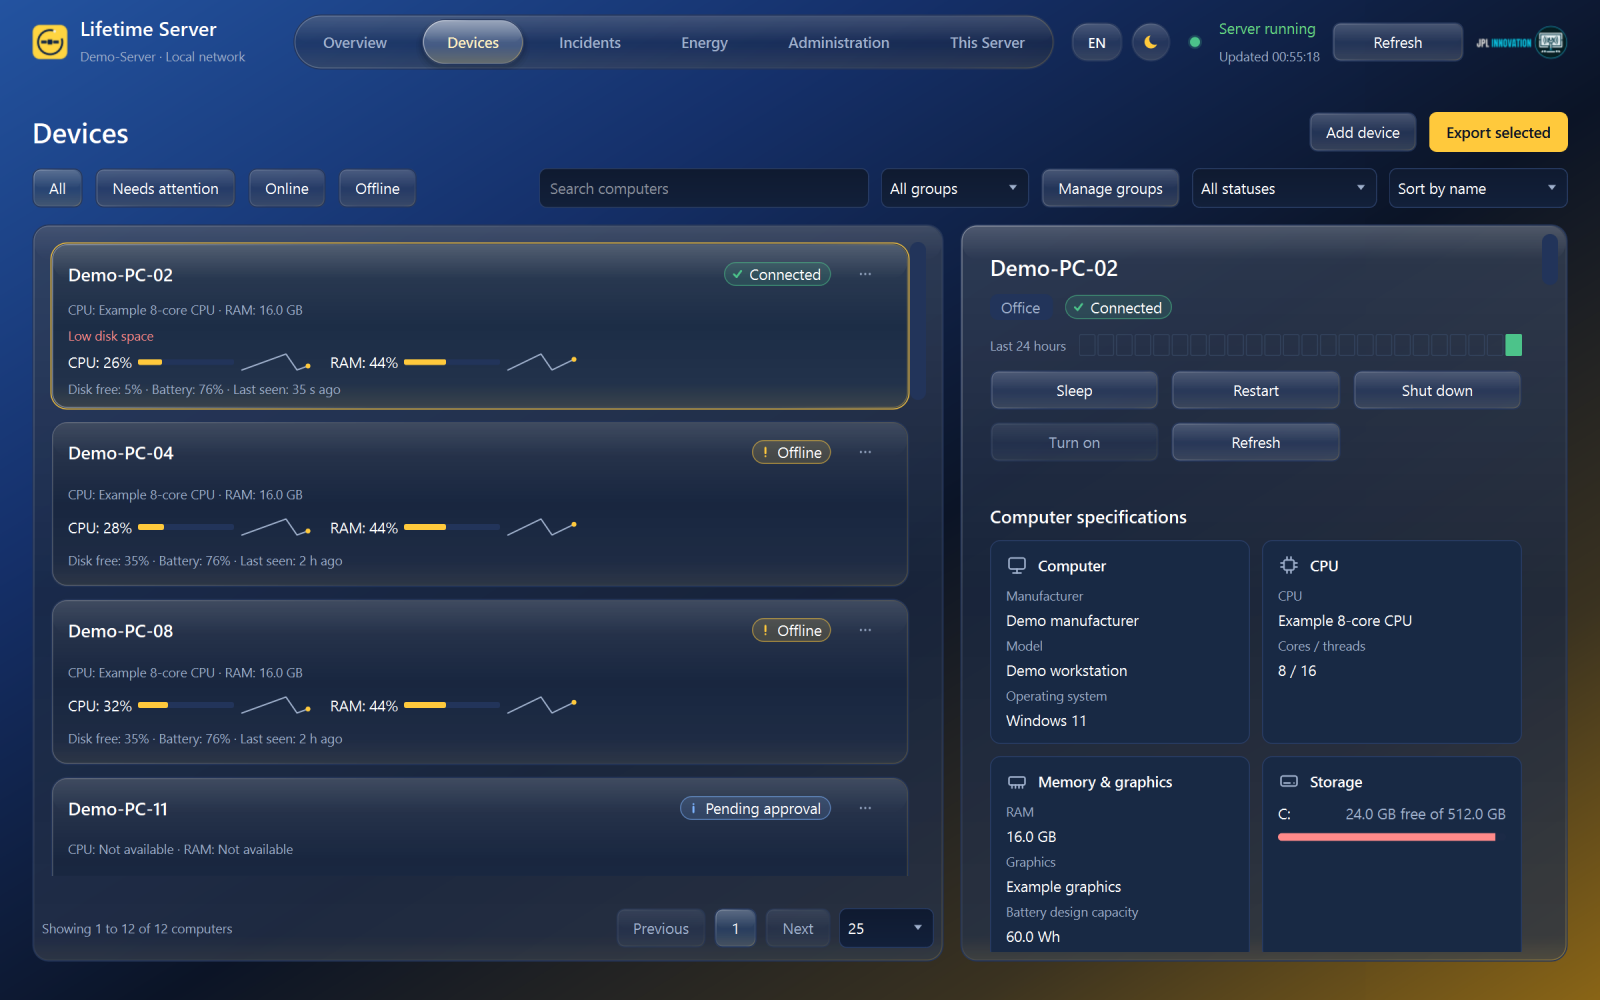 Lifetime Server
Demo-Server · Local network
Overview
Devices
Incidents
Energy
Administration
This Server
EN
Server running
Updated 00:55:18
Refresh
JPL INNOVATION
Devices
Add device
Export selected
All
Needs attention
Online
Offline
Search computers
All groups
Manage groups
All statuses
Sort by name
Demo-PC-02
Connected
...
CPU: Example 8-core CPU · RAM: 16.0 GB
Low disk space
CPU: 26%
RAM: 44%
Disk free: 5% · Battery: 76% · Last seen: 35 s ago
Demo-PC-04
! Offline
...
CPU: Example 8-core CPU · RAM: 16.0 GB
CPU: 28%
RAM: 44%
Disk free: 35% · Battery: 76% · Last seen: 2 h ago
Demo-PC-08
! Offline
...
CPU: Example 8-core CPU · RAM: 16.0 GB
CPU: 32%
RAM: 44%
Disk free: 35% · Battery: 76% · Last seen: 2 h ago
Demo-PC-11
i Pending approval
...
CPU: Not available · RAM: Not available
Showing 1 to 12 of 12 computers
Previous
1
Next
25
Demo-PC-02
Office
Connected
Last 24 hours
Sleep
Restart
Shut down
Turn on
Refresh
Computer specifications
Computer
Manufacturer
Demo manufacturer
Model
Demo workstation
Operating system
Windows 11
CPU
CPU
Example 8-core CPU
Cores / threads
8 / 16
Memory & graphics
RAM
16.0 GB
Graphics
Example graphics
Battery design capacity
60.0 Wh
Storage
C:
24.0 GB free of 512.0 GB